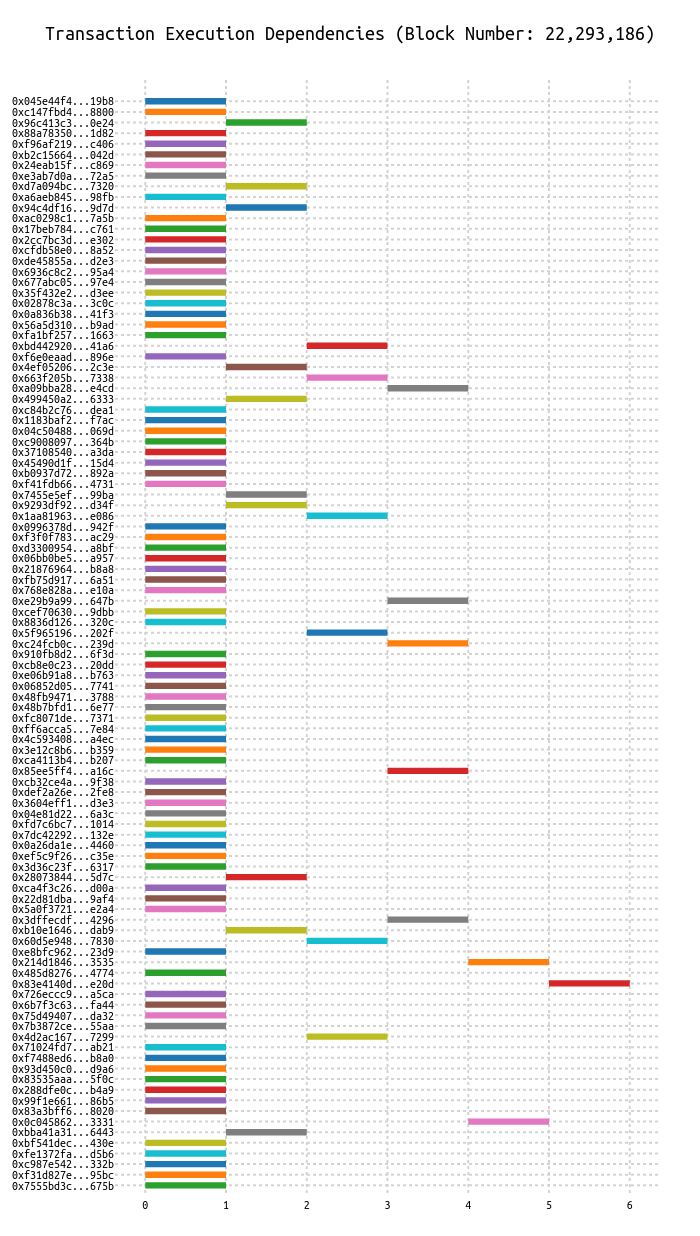 Transaction Execution Dependencies (Block Number: 22,293,186)
0x045e44f4...19b8
0xc147fbd4...8800
0x96c413c3...0e24
0x88a78350...1d82
0xf96af219...c406
0xb2c15664...042d
0x24eab15f...c869
0xe3ab7d0a...72a5
0xd7a094bc...7320
0xa6aeb845...98fb
0x94c4df16...9d7d
0xac0298c1...7a5b
0x17beb784...c761
0x2cc7bc3d...e302
0xcfdb58e0...8a52
0xde45855a...d2e3
0x6936c8c2...95a4
0x677abc05...97e4
0x35f432e2...d3ee
0x02878c3a...3c0c
0x0a836b38...41f3
0x56a5d310...b9ad
0xfa1bf257...1663
0xbd442920...41a6
0xf6e0eaad...896e
0x4ef05206...2c3e
0x663f205b...7338
0xa09bba28...e4cd
0x499450a2...6333
0xc84b2c76...dea1
0x1183baf2...f7ac
0x04c50488...069d
0xc9008097...364b
0x37108540...a3da
0x45490d1f...15d4
0xb0937d72...892a
0xf41fdb66...4731
0x7455e5ef...99ba
0x9293df92...d34f
0x1aa81963...e086
0x0996378d...942f
0xf3f0f783...ac29
0xd3300954...a8bf
0x06bb0be5...a957
0x21876964...b8a8
0xfb75d917...6a51
0x768e828a...e10a
0xe29b9a99...647b
0xcef70630...9dbb
0x8836d126...320c
0x5f965196...202f
0xc24fcb0c...239d
0x910fb8d2...6f3d
0xcb8e0c23...20dd
0xe06b91a8...b763
0x06852d05...7741
0x48fb9471...3788
0x48b7bfd1...6e77
0xfc8071de...7371
0xff6acca5...7e84
0x4c593408...a4ec
0x3e12c8b6...b359
0xca4113b4...b207
0x85ee5ff4...a16c
0xcb32ce4a...9f38
0xdef2a26e...2fe8
0x3604eff1...d3e3
0x04e81d22...6a3c
0xfd7c6bc7...1014
0x7dc42292...132e
0x0a26da1e...4460
0xef5c9f26...c35e
0x3d36c23f...6317
0x28073844...5d7c
0xca4f3c26...d00a
0x22d81dba...9af4
0x5a0f3721...e2a4
0x3dffecdf...4296
0xb10e1646...dab9
0x60d5e948...7830
0xe8bfc962...23d9
0x214d1846...3535
0x485d8276...4774
0x83e4140d...e20d
0x726eccc9...a5ca
0x6b7f3c63...fa44
0x75d49407...da32
0x7b3872ce...55aa
0x4d2ac167...7299
0x71024fd7...ab21
0xf7488ed6...b8a0
0x93d450c0...d9a6
0x83535aaa...5f0c
0x288dfe0c...b4a9
0x99f1e661...86b5
0x83a3bff6...8020
0x0c045862...3331
0xbba41a31...6443
0xbf541dec...430e
0xfe1372fa...d5b6
0xc987e542...332b
0xf31d827e...95bc
0x7555bd3c...675b
0 1 2 3 4 5 6